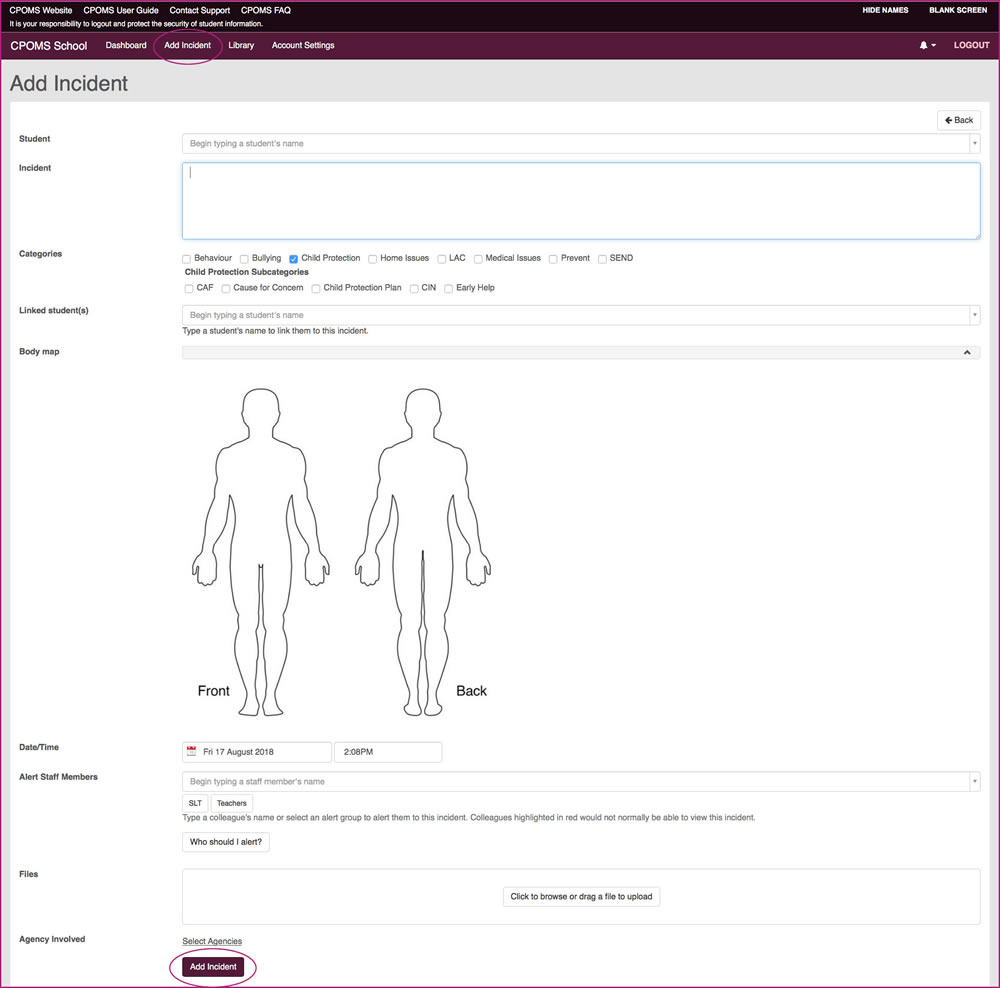 CPOMS Website CPOMS User Guide Contact Support CPOMS FAQ HIDE NAMES BLANK SCREEN
It is your responsibility to logout and protect the security of student information.
CPOMS School Dashboard Add Incident Library Account Settings LOGOUT
Add Incident
Back
Student Begin typing a student's name
Incident
Categories Behaviour Bullying Child Protection Home Issues LAC Medical Issues Prevent SEND
Child Protection Subcategories
CAF Cause for Concern Child Protection Plan CIN Early Help
Linked student(s) Begin typing a student's name
Type a student's name to link them to this incident.
Body map
Front Back
Date/Time Fri 17 August 2018 2:08PM
Alert Staff Members Begin typing a staff member's name
SLT Teachers
Type a colleague's name or select an alert group to alert them to this incident. Colleagues highlighted in red would not normally be able to view this incident.
Who should I alert?
Files
Click to browse or drag a file to upload
Agency Involved Select Agencies
Add Incident